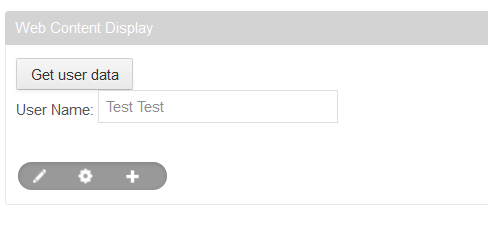 Web Content Display
Get user data
User Name: Test Test